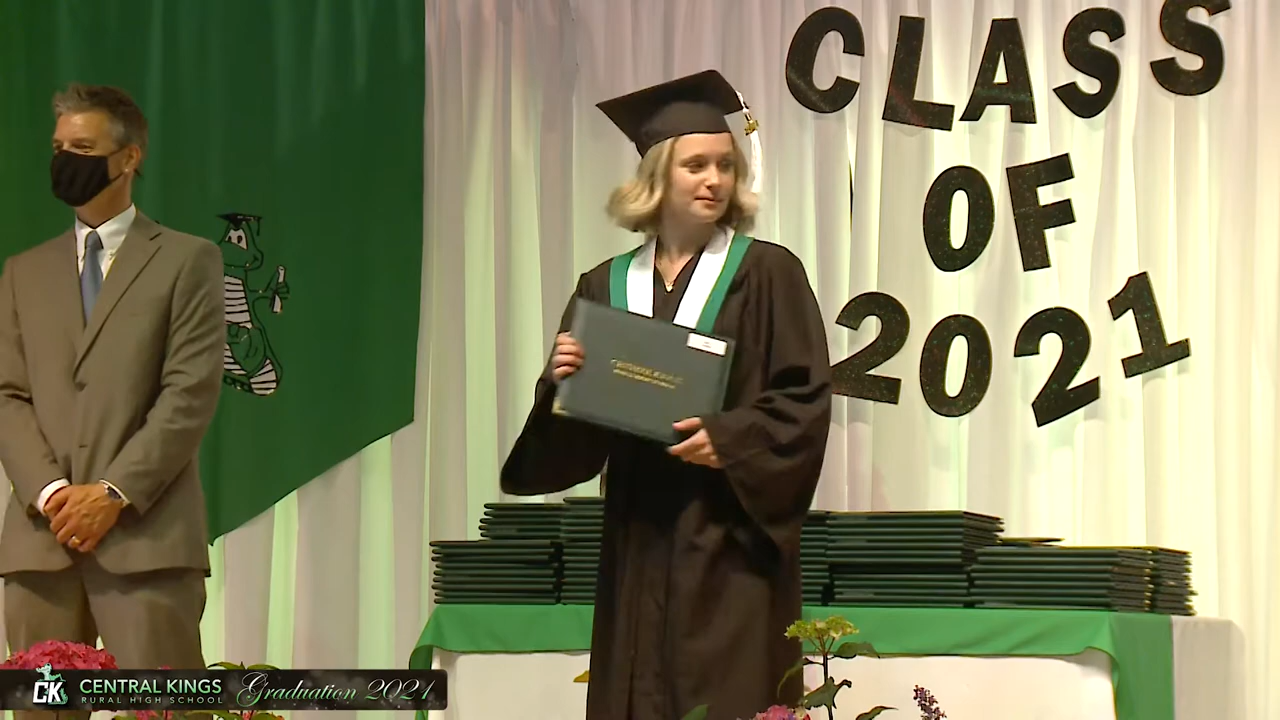 CLASS
OF
2021
CK
CENTRAL KINGS
RURAL HIGH SCHOOL
Graduation 2021